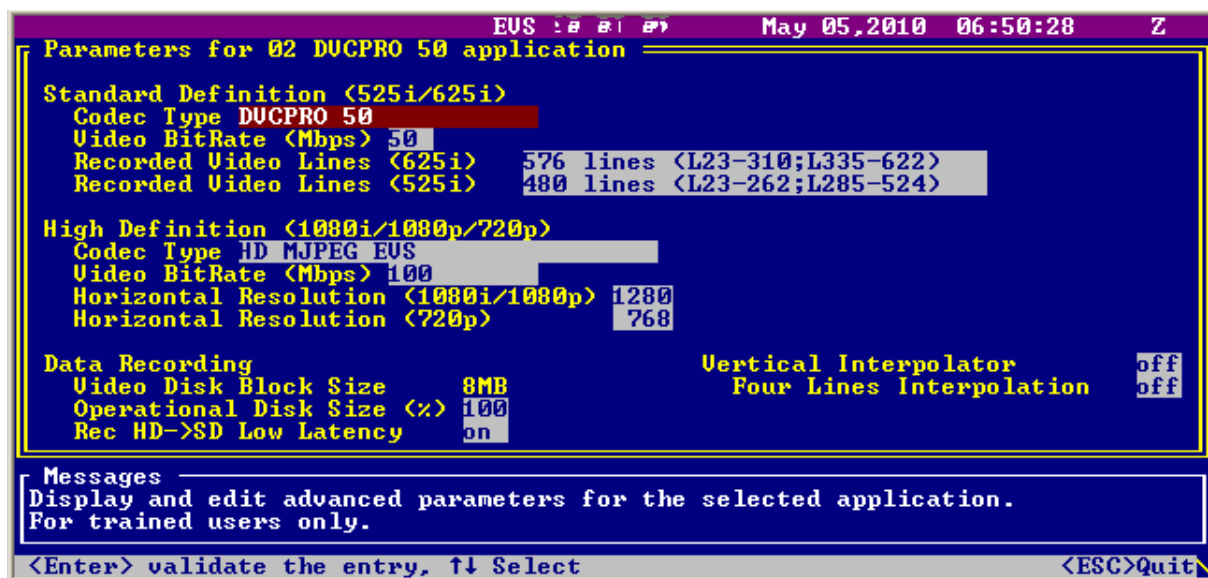 EVS May 05,2010 06:50:28 Z
Parameters for 02 DVCPRO 50 application
Standard Definition (525i/625i)
Codec Type DVCPRO 50
Video BitRate (Mbps) 50
Recorded Video Lines (625i) 576 lines (L23-310;L335-622)
Recorded Video Lines (525i) 480 lines (L23-262;L285-524)
High Definition (1080i/1080p/720p)
Codec Type HD MJPEG EVS
Video BitRate (Mbps) 100
Horizontal Resolution (1080i/1080p) 1280
Horizontal Resolution (720p) 768
Data Recording Vertical Interpolator off
Video Disk Block Size 8MB Four Lines Interpolation off
Operational Disk Size (%) 100
Rec HD->SD Low Latency on
Messages
Display and edit advanced parameters for the selected application.
For trained users only.
<Enter> validate the entry, ↑↓ Select <ESC>Quit